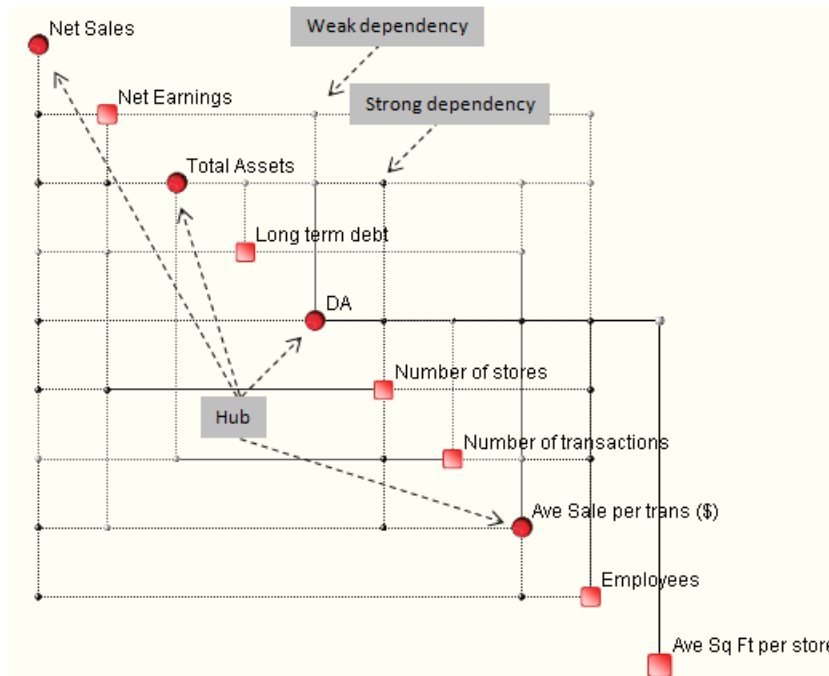 Net Sales
Weak dependency
Net Earnings
Strong dependency
Total Assets
Long term debt
DA
Number of stores
Hub
Number of transactions
Ave Sale per trans ($)
Employees
Ave Sq Ft per store